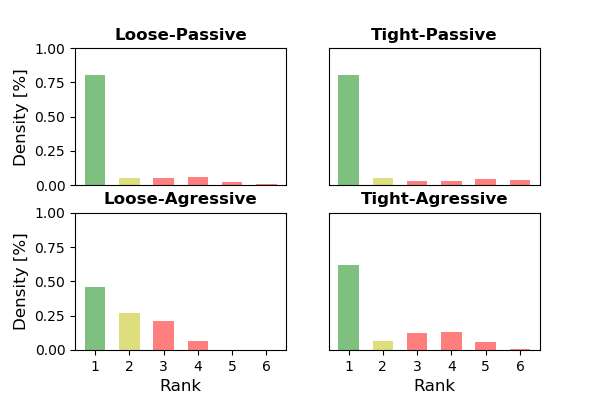 Loose-Passive
Tight-Passive
Density [%]
1.00
0.75
0.50
0.25
0.00
Loose-Agressive
Tight-Agressive
Density [%]
1.00
0.75
0.50
0.25
0.00
1 2 3 4 5 6
1 2 3 4 5 6
Rank
Rank